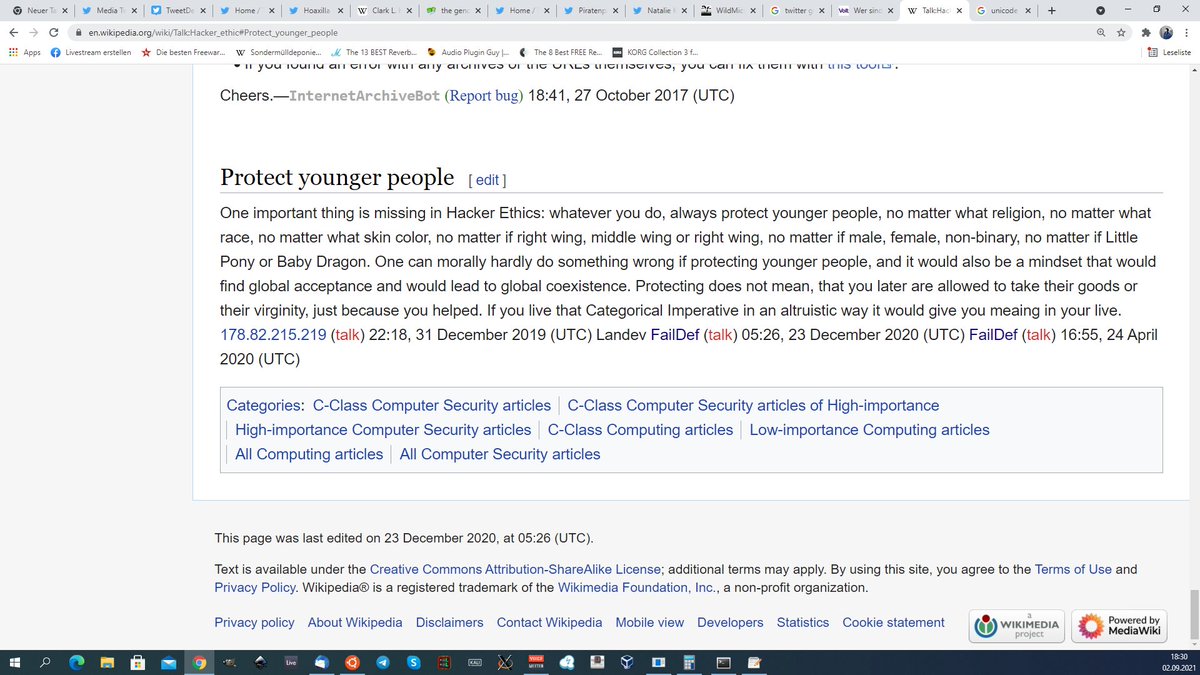 Neuer Ta
Media T
TweetDe
Home /
Hoaxilla
Clark L.
the gen
Home /
Piratenp
Natalie
WildMic
twitter g
Wer sin
Talk:Hac
unicode
en.wikipedia.org/wiki/Talk:Hacker_ethic#Protect_younger_people
Apps
Livestream erstellen
Die besten Freewar...
Sondermülldeponie...
The 13 BEST Reverb...
Audio Plugin Guy |...
The 8 Best FREE Re...
KORG Collection 3 f...
Leseliste
• If you found an error with any archives or the URLs themselves, you can fix them with this tool.
Cheers.—InternetArchiveBot (Report bug) 18:41, 27 October 2017 (UTC)
Protect younger people [ edit ]
One important thing is missing in Hacker Ethics: whatever you do, always protect younger people, no matter what religion, no matter what
race, no matter what skin color, no matter if right wing, middle wing or right wing, no matter if male, female, non-binary, no matter if Little
Pony or Baby Dragon. One can morally hardly do something wrong if protecting younger people, and it would also be a mindset that would
find global acceptance and would lead to global coexistence. Protecting does not mean, that you later are allowed to take their goods or
their virginity, just because you helped. If you live that Categorical Imperative in an altruistic way it would give you meaing in your live.
178.82.215.219 (talk) 22:18, 31 December 2019 (UTC) Landev FailDef (talk) 05:26, 23 December 2020 (UTC) FailDef (talk) 16:55, 24 April
2020 (UTC)
Categories: C-Class Computer Security articles | C-Class Computer Security articles of High-importance
| High-importance Computer Security articles | C-Class Computing articles | Low-importance Computing articles
| All Computing articles | All Computer Security articles
This page was last edited on 23 December 2020, at 05:26 (UTC).
Text is available under the Creative Commons Attribution-ShareAlike License; additional terms may apply. By using this site, you agree to the Terms of Use and
Privacy Policy. Wikipedia® is a registered trademark of the Wikimedia Foundation, Inc., a non-profit organization.
Privacy policy About Wikipedia Disclaimers Contact Wikipedia Mobile view Developers Statistics Cookie statement
a
WIKIMEDIA
project
Powered by
MediaWiki
Live
18:30
02.09.2021